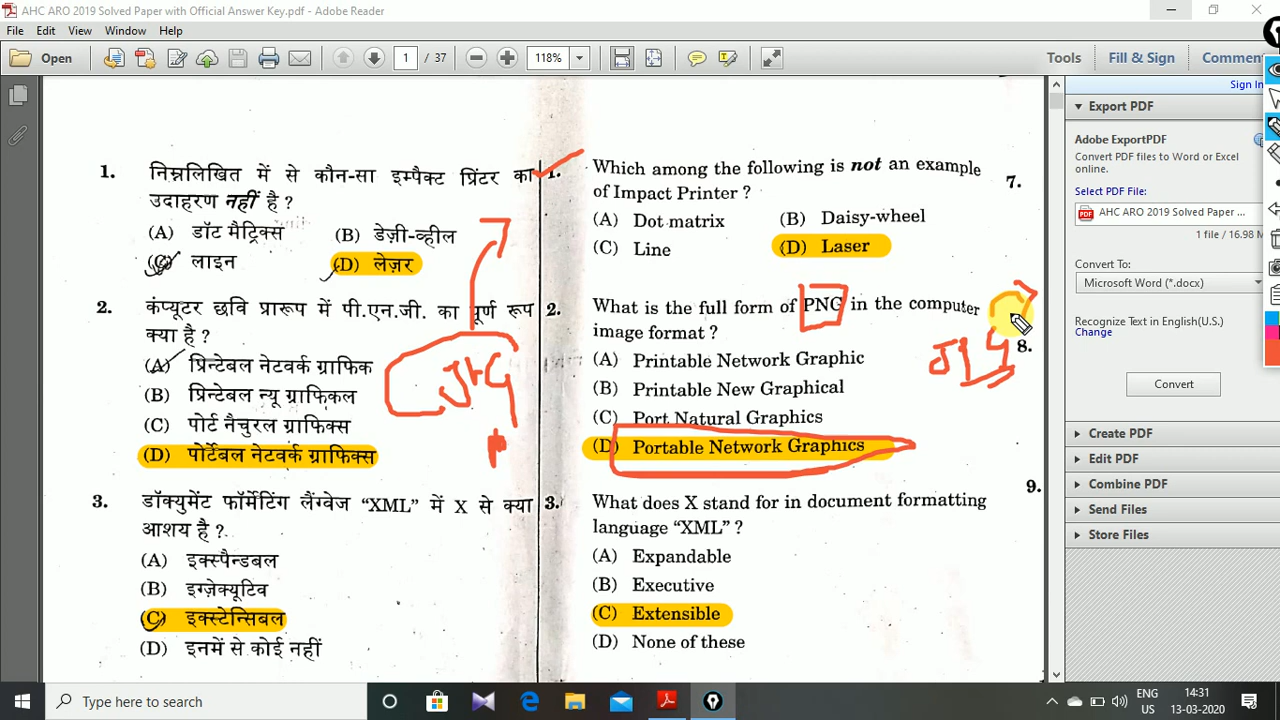 AHC ARO 2019 Solved Paper with Official Answer Key.pdf - Adobe Reader
File Edit View Window Help
Open 1 / 37 118% Tools Fill & Sign Commen
Sign In
Export PDF
Adobe ExportPDF
Convert PDF files to Word or Excel
online.
Select PDF File:
AHC ARO 2019 Solved Paper ...
1 file / 16.98 M
Convert To:
Microsoft Word (*.docx)
Recognize Text in English(U.S.)
Change
Convert
Create PDF
Edit PDF
Combine PDF
Send Files
Store Files
1. निम्नलिखित में से कौन-सा इम्पैक्ट प्रिंटर का
उदाहरण नहीं है ?
(A) डॉट मैट्रिक्स (B) डेज़ी-व्हील
(C) लाइन (D) लेज़र
2. कंप्यूटर छवि प्रारूप में पी.एन.जी. का पूर्ण रूप
क्या है ?
(A) प्रिन्टेबल नेटवर्क ग्राफिक
(B) प्रिन्टेबल न्यू ग्राफिकल
(C) पोर्ट नैचुरल ग्राफिक्स
(D) पोर्टेबल नेटवर्क ग्राफिक्स
3. डॉक्युमेंट फॉर्मेटिंग लैंग्वेज “XML” में X से क्या
आशय है ?
(A) इक्स्पैन्डबल
(B) इग्ज़ेक्यूटिव
(C) इक्स्टेन्सिबल
(D) इनमें से कोई नहीं
1. Which among the following is not an example
of Impact Printer ?
(A) Dot matrix (B) Daisy-wheel
(C) Line (D) Laser
2. What is the full form of PNG in the computer
image format ?
(A) Printable Network Graphic
(B) Printable New Graphical
(C) Port Natural Graphics
(D) Portable Network Graphics
3. What does X stand for in document formatting
language “XML” ?
(A) Expandable
(B) Executive
(C) Extensible
(D) None of these
7.
8.
9.
Type here to search
ENG 14:31
US 13-03-2020